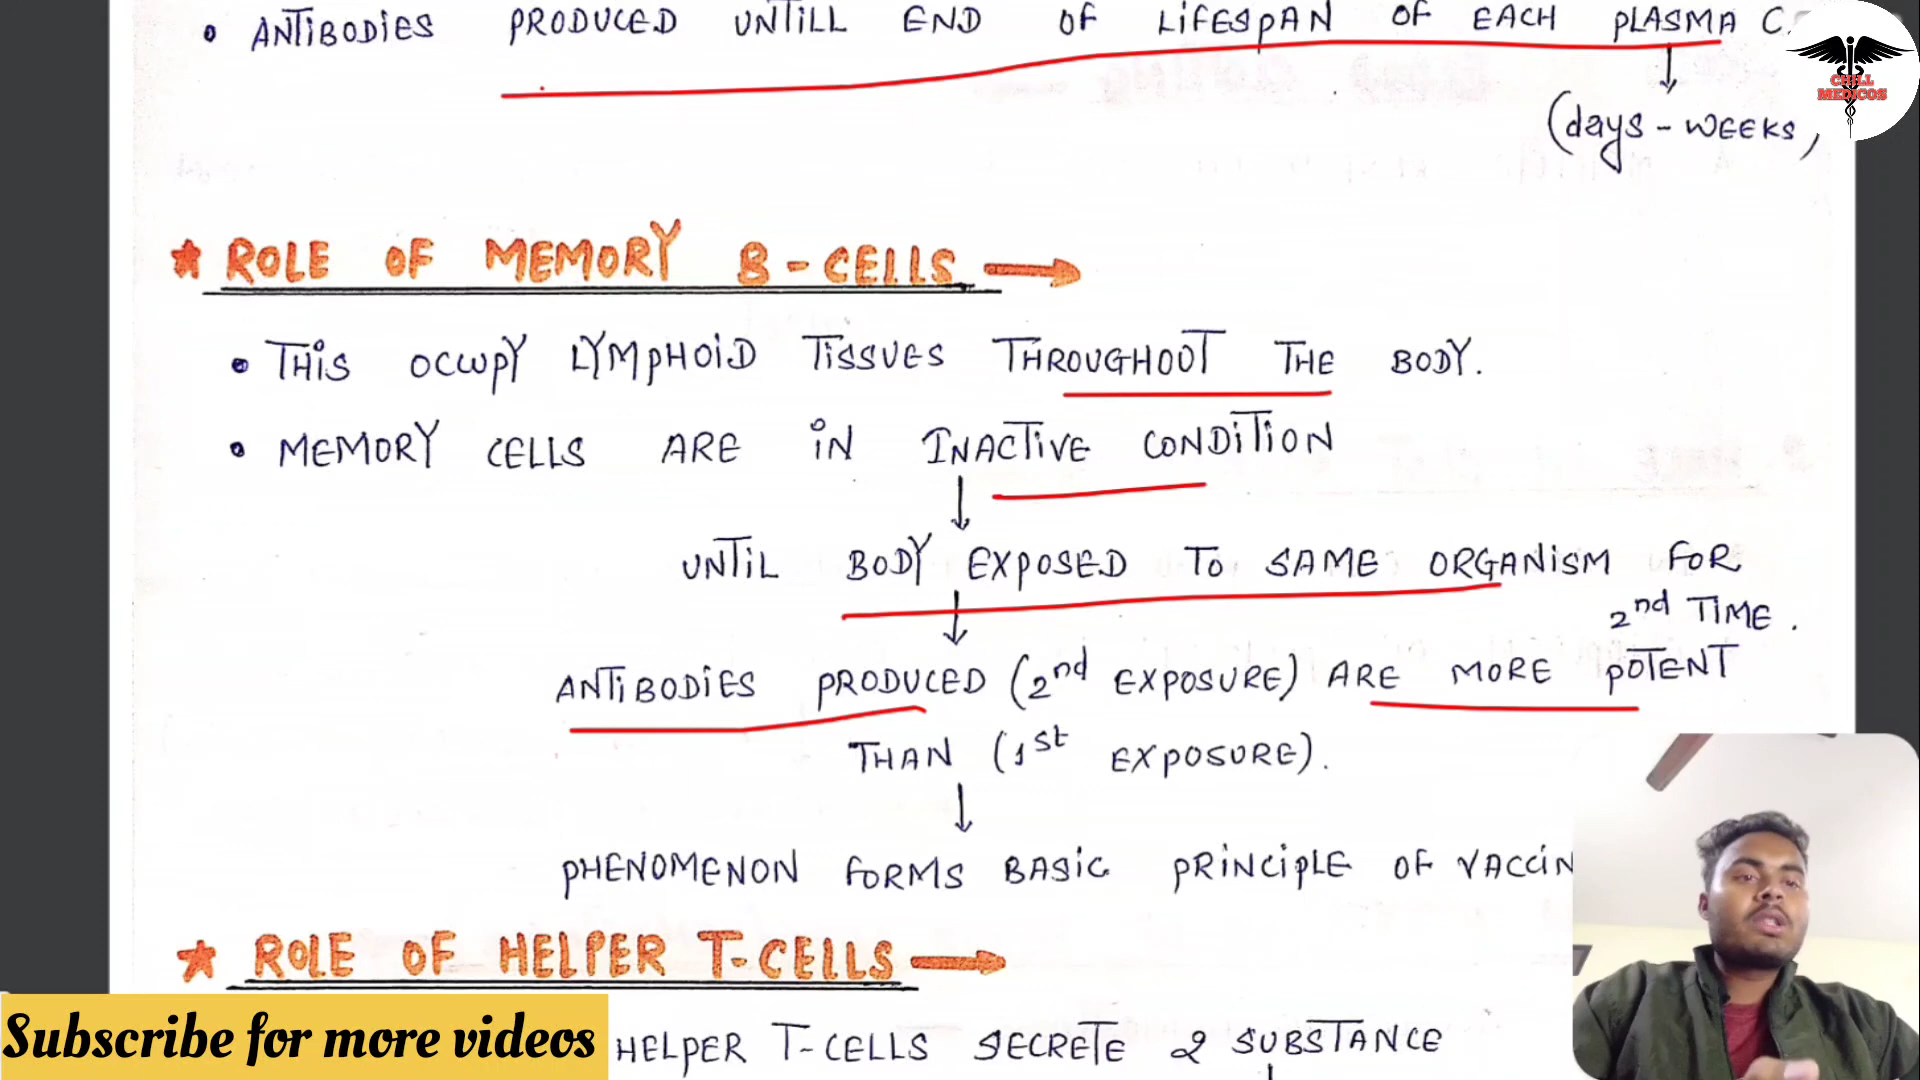 • ANTIBODIES PRODUCED UNTILL END OF LIFESPAN OF EACH PLASMA C
CHILL
MEDICOS
(days - WEEKS)
★ ROLE OF MEMORY B-CELLS →
• THIS OCCUPY LYMPHOID TISSUES THROUGHOUT THE BODY.
• MEMORY CELLS ARE IN INACTIVE CONDITION
↓
UNTIL BODY EXPOSED TO SAME ORGANISM FOR
2nd TIME.
↓
ANTIBODIES PRODUCED (2nd EXPOSURE) ARE MORE POTENT
THAN (1st EXPOSURE).
↓
PHENOMENON FORMS BASIC PRINCIPLE OF VACCIN
★ ROLE OF HELPER T-CELLS →
Subscribe for more videos
HELPER T-CELLS SECRETE 2 SUBSTANCE